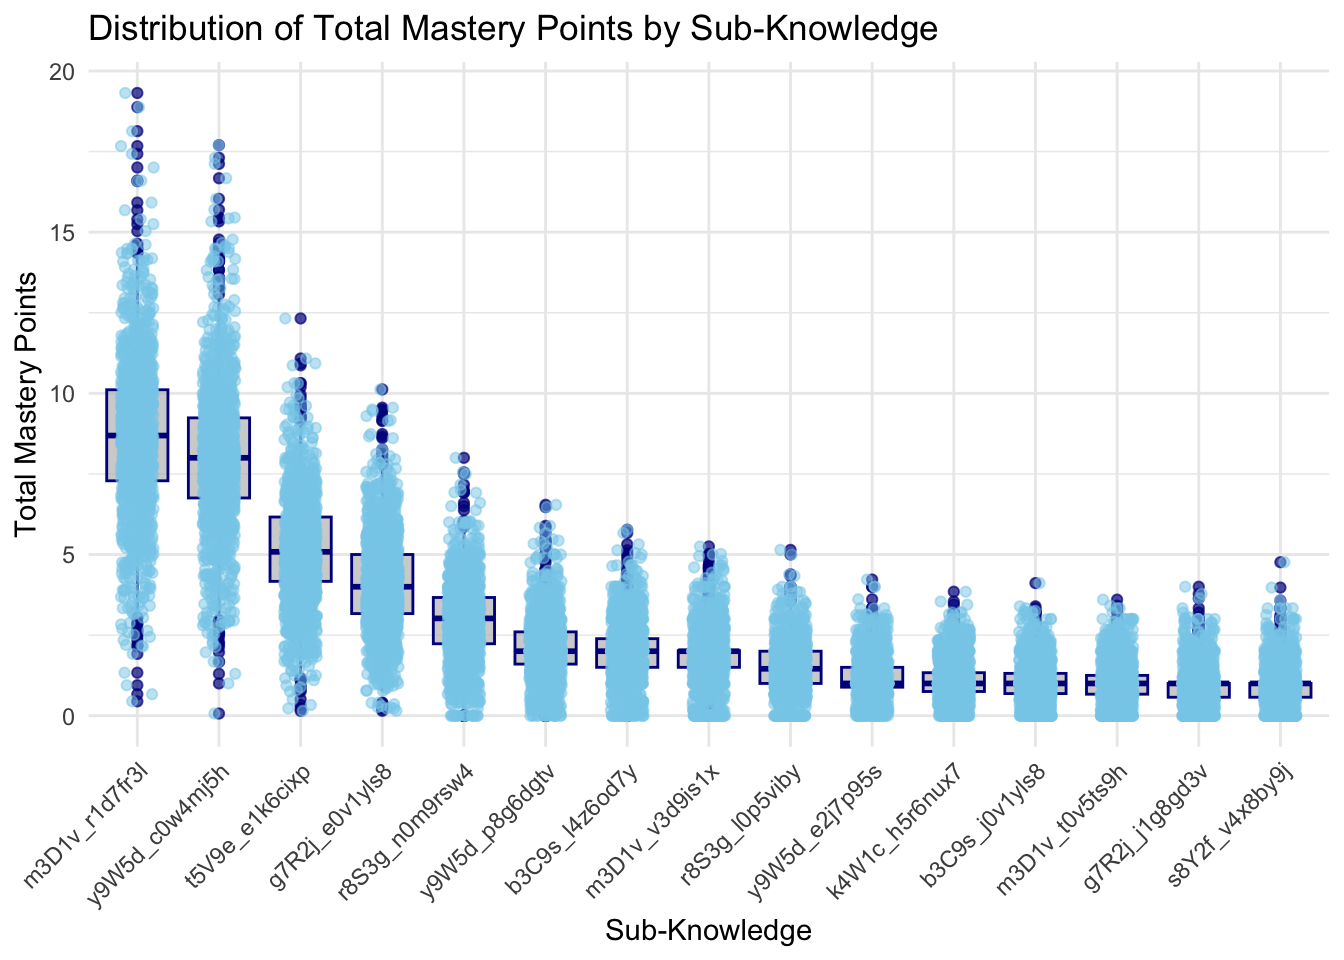 Distribution of Total Mastery Points by Sub-Knowledge
Total Mastery Points
20
15
10
5
0
m3D1v_r1d7fr3l
y9W5d_c0w4mj5h
t5V9e_e1k6cixp
g7R2j_e0v1yls8
r8S3g_n0m9rsw4
y9W5d_p8g6dgtv
b3C9s_l4z6od7y
m3D1v_v3d9is1x
r8S3g_l0p5viby
y9W5d_e2j7p95s
k4W1c_h5r6nux7
b3C9s_j0v1yls8
m3D1v_t0v5ts9h
g7R2j_j1g8gd3v
s8Y2f_v4x8by9j
Sub-Knowledge